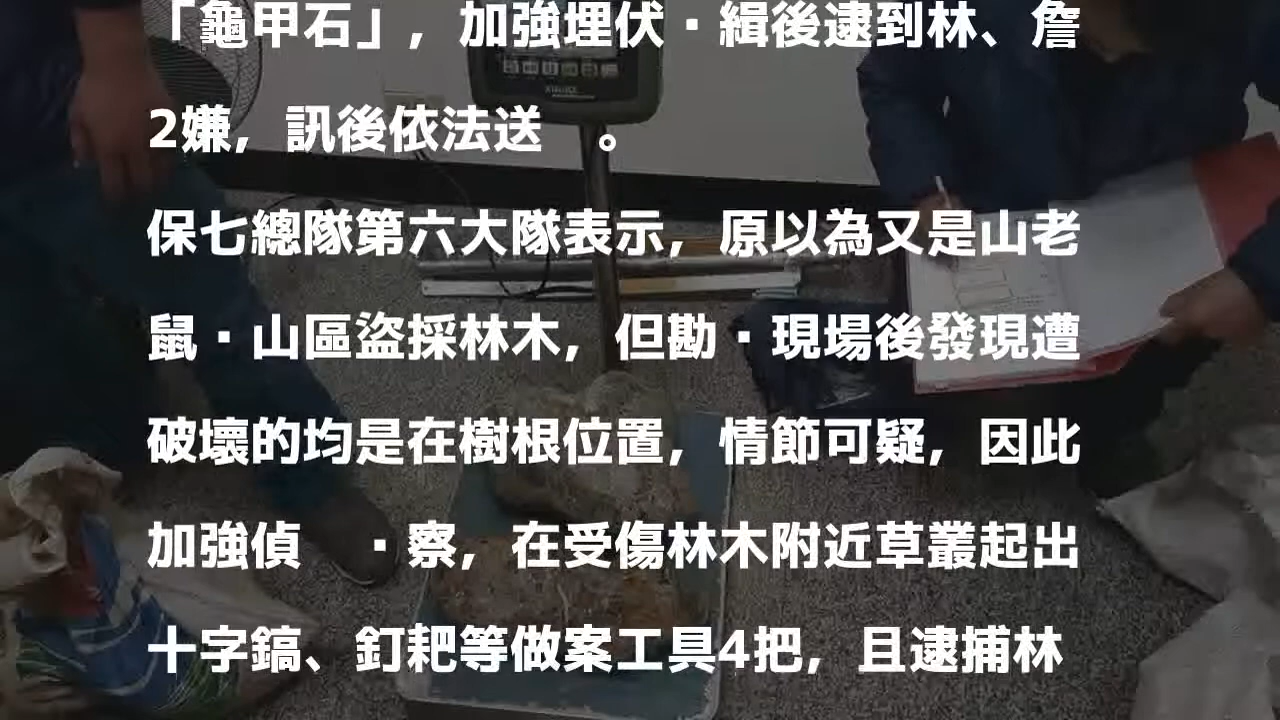 「龜甲石」，加強埋伏·緝後逮到林、詹
2嫌，訊後依法送　。
保七總隊第六大隊表示，原以為又是山老
鼠·山區盜採林木，但勘·現場後發現遭
破壞的均是在樹根位置，情節可疑，因此
加強偵　·察，在受傷林木附近草叢起出
十字鎬、釘耙等做案工具4把，且逮捕林